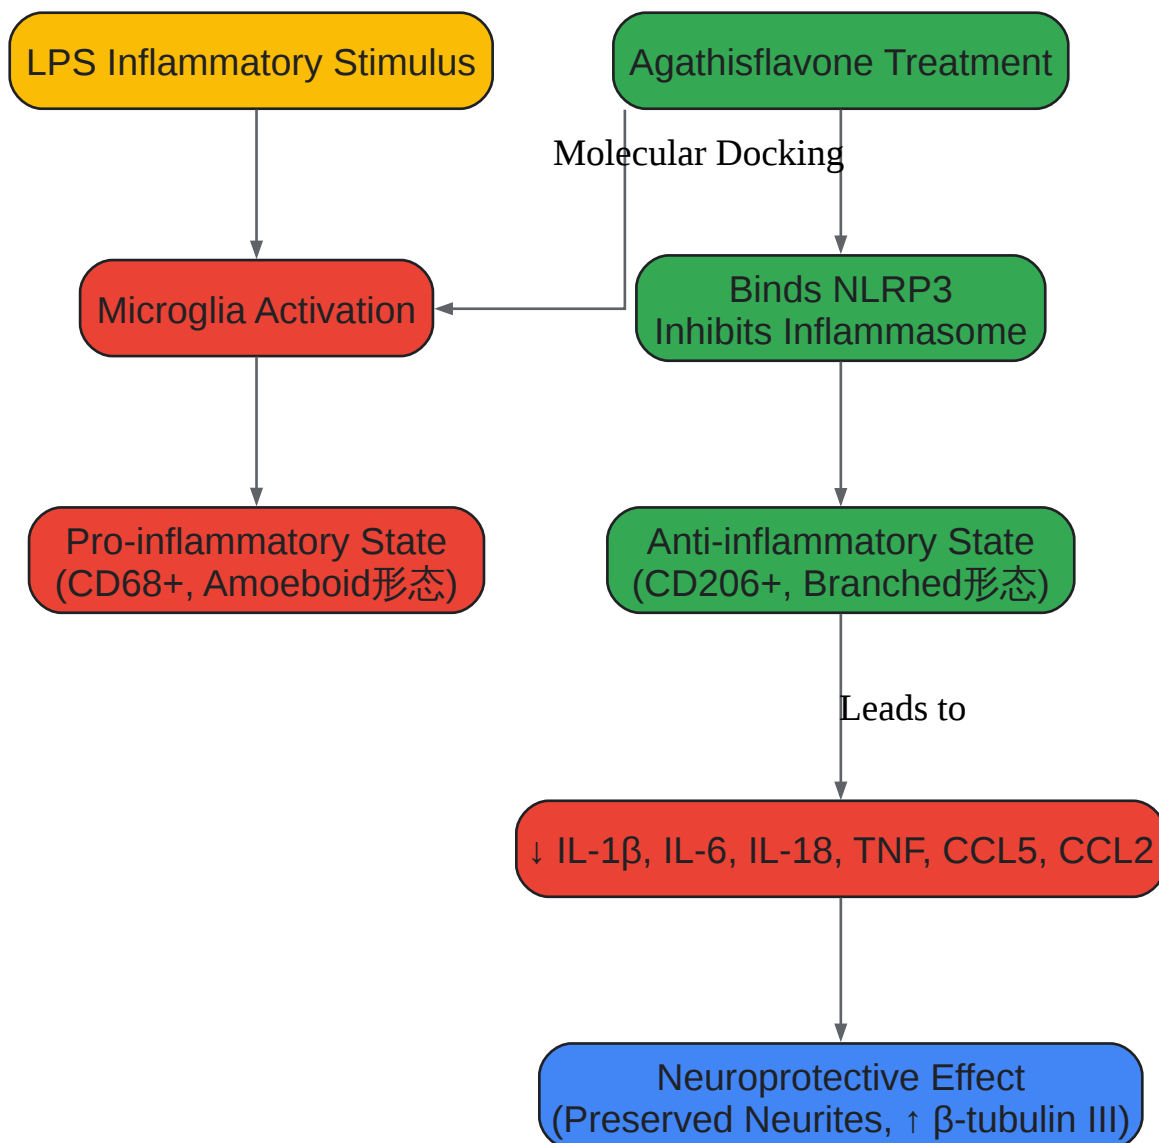 LPS Inflammatory Stimulus
Agathisflavone Treatment
Molecular Docking
Microglia Activation
Binds NLRP3
Inhibits Inflammasome
Pro-inflammatory State
(CD68+, Amoeboid形态)
Anti-inflammatory State
(CD206+, Branched形态)
Leads to
↓ IL-1β, IL-6, IL-18, TNF, CCL5, CCL2
Neuroprotective Effect
(Preserved Neurites, ↑ β-tubulin III)